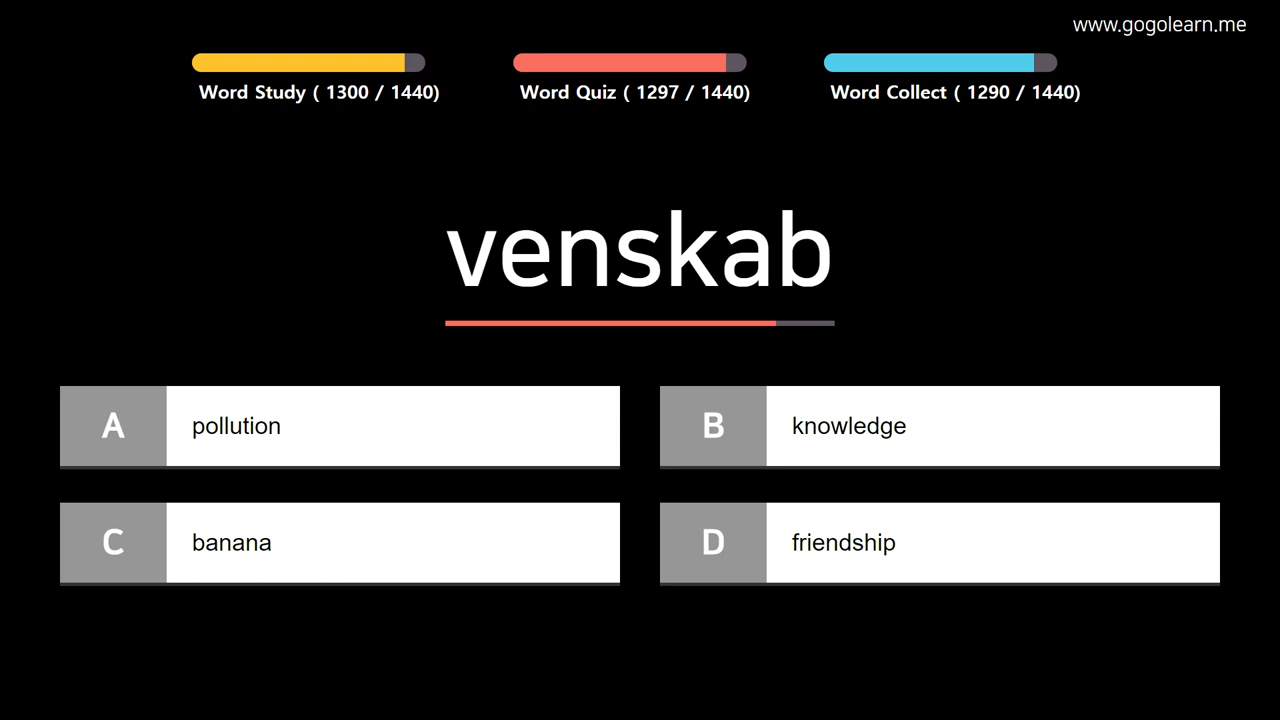 www.gogolearn.me
Word Study ( 1300 / 1440)
Word Quiz ( 1297 / 1440)
Word Collect ( 1290 / 1440)
venskab
A pollution
B knowledge
C banana
D friendship